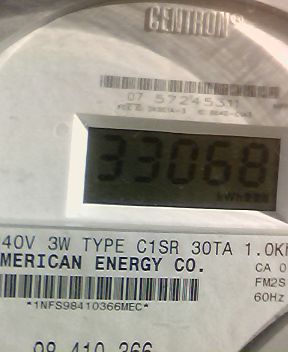 CENTRON
07 57245311
33068
kWh
40V 3W TYPE C1SR 30TA 1.0K
MERICAN ENERGY CO.
CA 0
FM2S
60Hz
*1NFS98410366MEC*
98 410 366